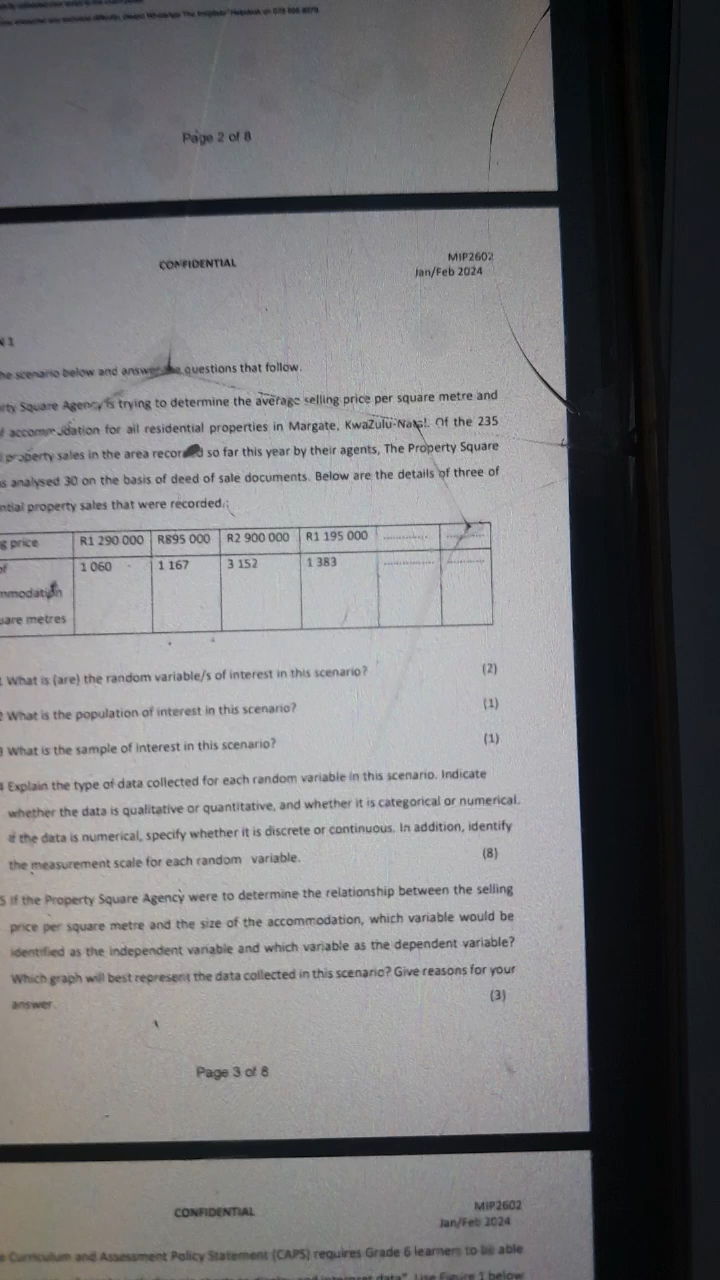 Page 2 of 8
CONFIDENTIAL
MIP2602
Jan/Feb 2024
1
scenario below and answer questions that follow.
Square Agency is trying to determine the average selling price per square metre and
accommodation for all residential properties in Margate, KwaZulu-Natal. Of the 235
property sales in the area recorded so far this year by their agents, The Property Square
analysed 30 on the basis of deed of sale documents. Below are the details of three of
property sales that were recorded.
price R1 290 000 R895 000 R2 900 000 R1 195 000 .............. ..............
1 060 1 167 3 152 1 383 .............. ..............
metres
What is (are) the random variable/s of interest in this scenario? (2)
What is the population of interest in this scenario? (1)
What is the sample of interest in this scenario? (1)
4 Explain the type of data collected for each random variable in this scenario. Indicate
whether the data is qualitative or quantitative, and whether it is categorical or numerical.
If the data is numerical, specify whether it is discrete or continuous. In addition, identify
the measurement scale for each random variable. (8)
5 If the Property Square Agency were to determine the relationship between the selling
price per square metre and the size of the accommodation, which variable would be
identified as the independent variable and which variable as the dependent variable?
Which graph will best represent the data collected in this scenario? Give reasons for your
answer. (3)
Page 3 of 8
CONFIDENTIAL
MIP2602
Jan/Feb 2024
Curriculum and Assessment Policy Statement (CAPS) requires Grade 6 learners to be able
data". Use Figure 1 below